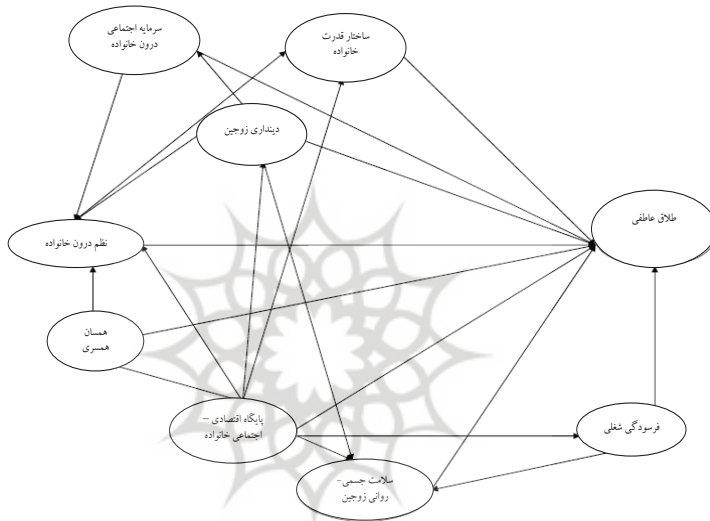 سرمایه اجتماعی
درون خانواده
ساختار قدرت
خانواده
دینداری زوجین
طلاق عاطفی
نظم درون خانواده
همسان
همسری
پایگاه اقتصادی –
اجتماعی خانواده
فرسودگی شغلی
سلامت جسمی-
روانی زوجین